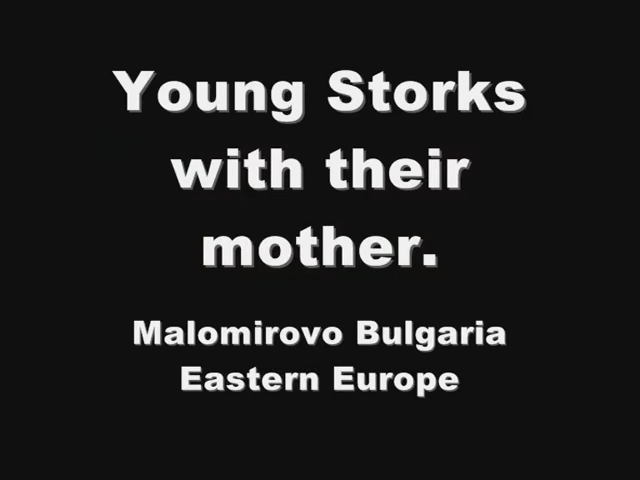 Young Storks
with their
mother.
Malomirovo Bulgaria
Eastern Europe